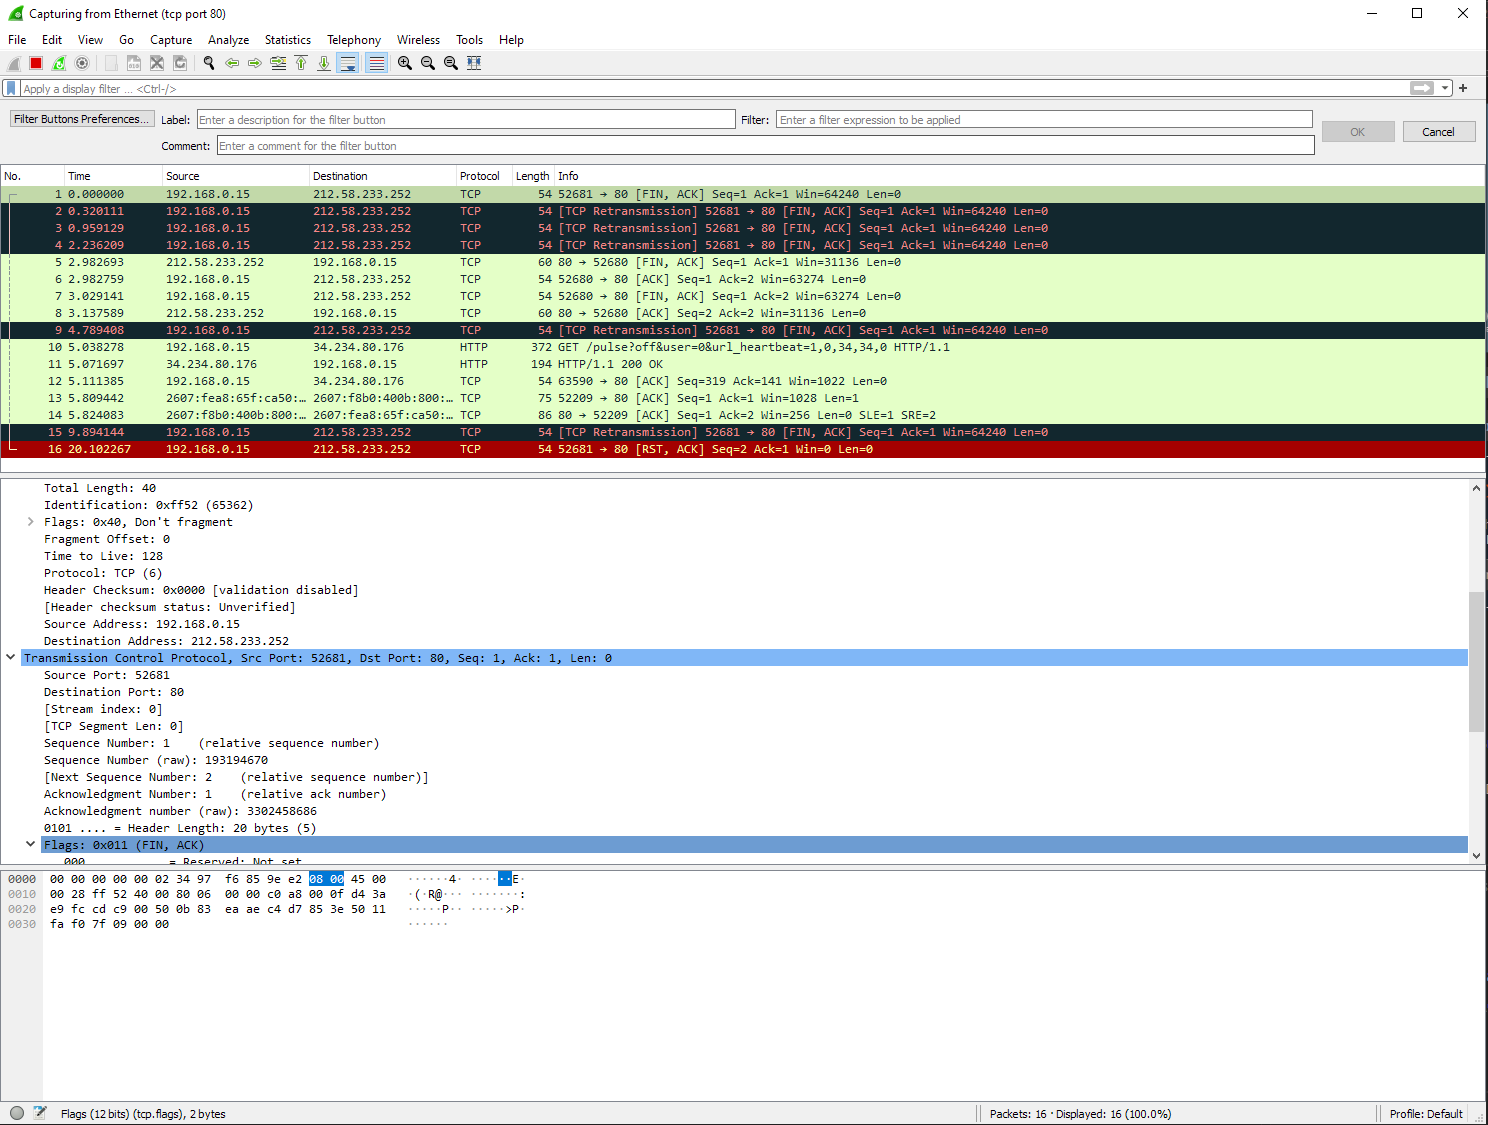 Capturing from Ethernet (tcp port 80)
File Edit View Go Capture Analyze Statistics Telephony Wireless Tools Help
Apply a display filter ... <Ctrl-/>
Filter Buttons Preferences... Label: Enter a description for the filter button Filter: Enter a filter expression to be applied
OK Cancel
Comment: Enter a comment for the filter button
No. Time Source Destination Protocol Length Info
1 0.000000 192.168.0.15 212.58.233.252 TCP 54 52681 → 80 [FIN, ACK] Seq=1 Ack=1 Win=64240 Len=0
2 0.320111 192.168.0.15 212.58.233.252 TCP 54 [TCP Retransmission] 52681 → 80 [FIN, ACK] Seq=1 Ack=1 Win=64240 Len=0
3 0.959129 192.168.0.15 212.58.233.252 TCP 54 [TCP Retransmission] 52681 → 80 [FIN, ACK] Seq=1 Ack=1 Win=64240 Len=0
4 2.236209 192.168.0.15 212.58.233.252 TCP 54 [TCP Retransmission] 52681 → 80 [FIN, ACK] Seq=1 Ack=1 Win=64240 Len=0
5 2.982693 212.58.233.252 192.168.0.15 TCP 60 80 → 52680 [FIN, ACK] Seq=1 Ack=1 Win=31136 Len=0
6 2.982759 192.168.0.15 212.58.233.252 TCP 54 52680 → 80 [ACK] Seq=1 Ack=2 Win=63274 Len=0
7 3.029141 192.168.0.15 212.58.233.252 TCP 54 52680 → 80 [FIN, ACK] Seq=1 Ack=2 Win=63274 Len=0
8 3.137589 212.58.233.252 192.168.0.15 TCP 60 80 → 52680 [ACK] Seq=2 Ack=2 Win=31136 Len=0
9 4.789408 192.168.0.15 212.58.233.252 TCP 54 [TCP Retransmission] 52681 → 80 [FIN, ACK] Seq=1 Ack=1 Win=64240 Len=0
10 5.038278 192.168.0.15 34.234.80.176 HTTP 372 GET /pulse?off&user=0&url_heartbeat=1,0,34,34,0 HTTP/1.1
11 5.071697 34.234.80.176 192.168.0.15 HTTP 194 HTTP/1.1 200 OK
12 5.111385 192.168.0.15 34.234.80.176 TCP 54 63590 → 80 [ACK] Seq=319 Ack=141 Win=1022 Len=0
13 5.809442 2607:fea8:65f:ca50:… 2607:f8b0:400b:800:… TCP 75 52209 → 80 [ACK] Seq=1 Ack=1 Win=1028 Len=1
14 5.824083 2607:f8b0:400b:800:… 2607:fea8:65f:ca50:… TCP 86 80 → 52209 [ACK] Seq=1 Ack=2 Win=256 Len=0 SLE=1 SRE=2
15 9.894144 192.168.0.15 212.58.233.252 TCP 54 [TCP Retransmission] 52681 → 80 [FIN, ACK] Seq=1 Ack=1 Win=64240 Len=0
16 20.102267 192.168.0.15 212.58.233.252 TCP 54 52681 → 80 [RST, ACK] Seq=2 Ack=1 Win=0 Len=0
Total Length: 40
Identification: 0xff52 (65362)
Flags: 0x40, Don't fragment
Fragment Offset: 0
Time to Live: 128
Protocol: TCP (6)
Header Checksum: 0x0000 [validation disabled]
[Header checksum status: Unverified]
Source Address: 192.168.0.15
Destination Address: 212.58.233.252
Transmission Control Protocol, Src Port: 52681, Dst Port: 80, Seq: 1, Ack: 1, Len: 0
Source Port: 52681
Destination Port: 80
[Stream index: 0]
[TCP Segment Len: 0]
Sequence Number: 1 (relative sequence number)
Sequence Number (raw): 193194670
[Next Sequence Number: 2 (relative sequence number)]
Acknowledgment Number: 1 (relative ack number)
Acknowledgment number (raw): 3302458686
0101 .... = Header Length: 20 bytes (5)
Flags: 0x011 (FIN, ACK)
000. .... .... = Reserved: Not set
0000 00 00 00 00 00 02 34 97 f6 85 9e e2 08 00 45 00 ······4· ······E·
0010 00 28 ff 52 40 00 80 06 00 00 c0 a8 00 0f d4 3a ·(·R@··· ·······:
0020 e9 fc cd c9 00 50 0b 83 ea ae c4 d7 85 3e 50 11 ·····P·· ·····>P·
0030 fa f0 7f 09 00 00 ······
Flags (12 bits) (tcp.flags), 2 bytes
Packets: 16 · Displayed: 16 (100.0%)
Profile: Default